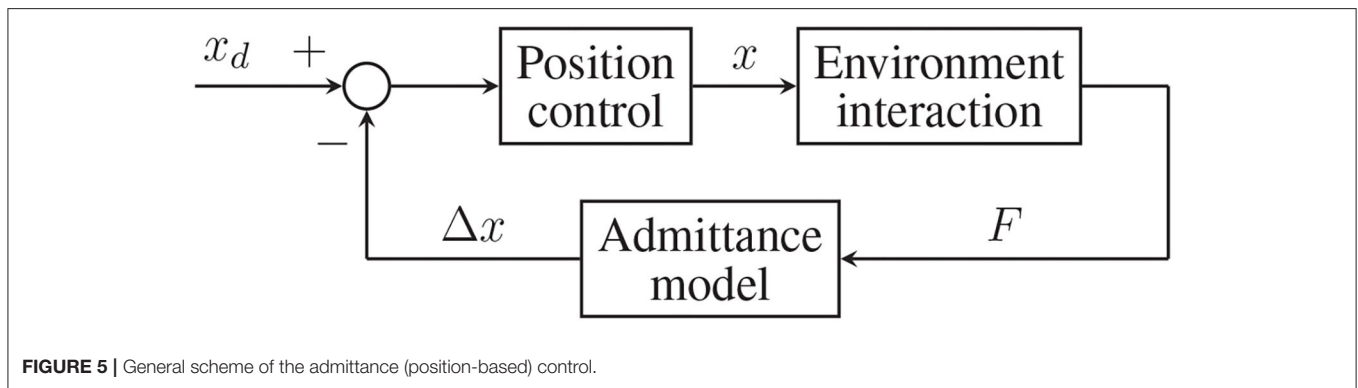 x_d +
Position control
x
Environment interaction
−
Δx
Admittance model
F
FIGURE 5 | General scheme of the admittance (position-based) control.